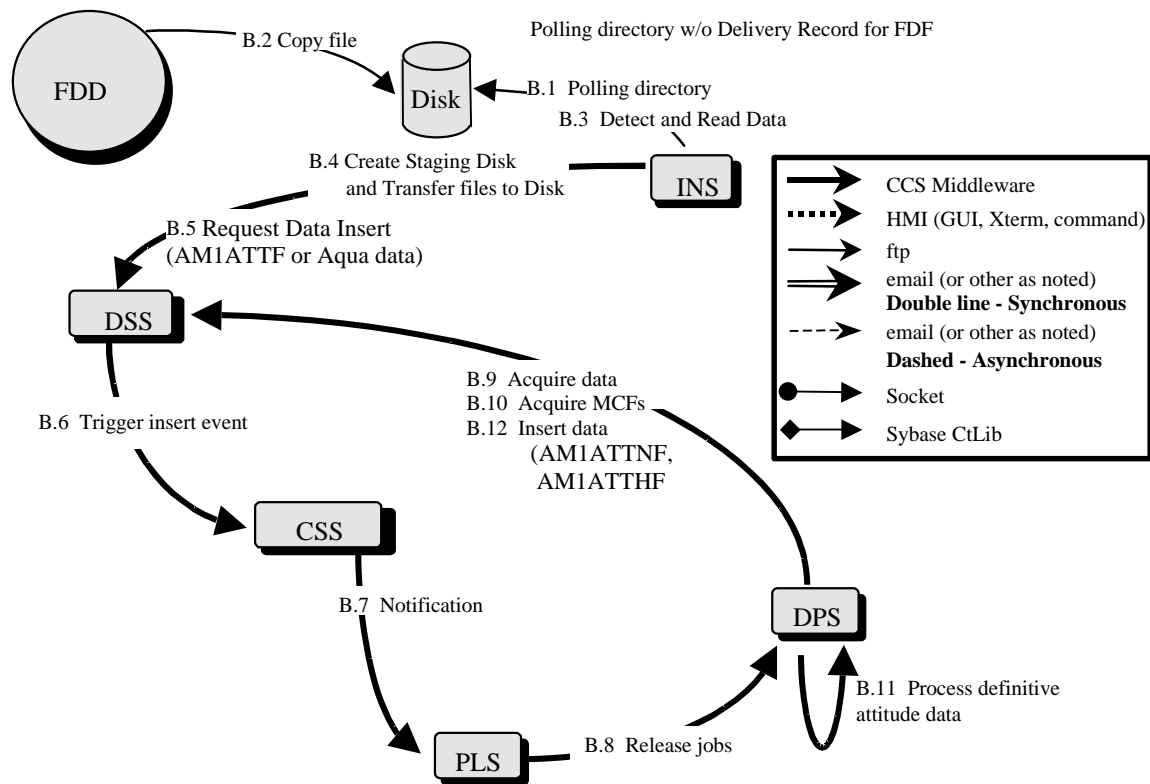 Polling directory w/o Delivery Record for FDF
B.2 Copy file
FDD
Disk
B.1 Polling directory
B.3 Detect and Read Data
B.4 Create Staging Disk
and Transfer files to Disk
INS
B.5 Request Data Insert
(AM1ATTF or Aqua data)
DSS
CCS Middleware
HMI (GUI, Xterm, command)
ftp
email (or other as noted)
Double line - Synchronous
email (or other as noted)
Dashed - Asynchronous
Socket
Sybase CtLib
B.9 Acquire data
B.10 Acquire MCFs
B.12 Insert data
(AM1ATTNF,
AM1ATTHF
B.6 Trigger insert event
CSS
B.7 Notification
DPS
B.11 Process definitive
attitude data
PLS
B.8 Release jobs